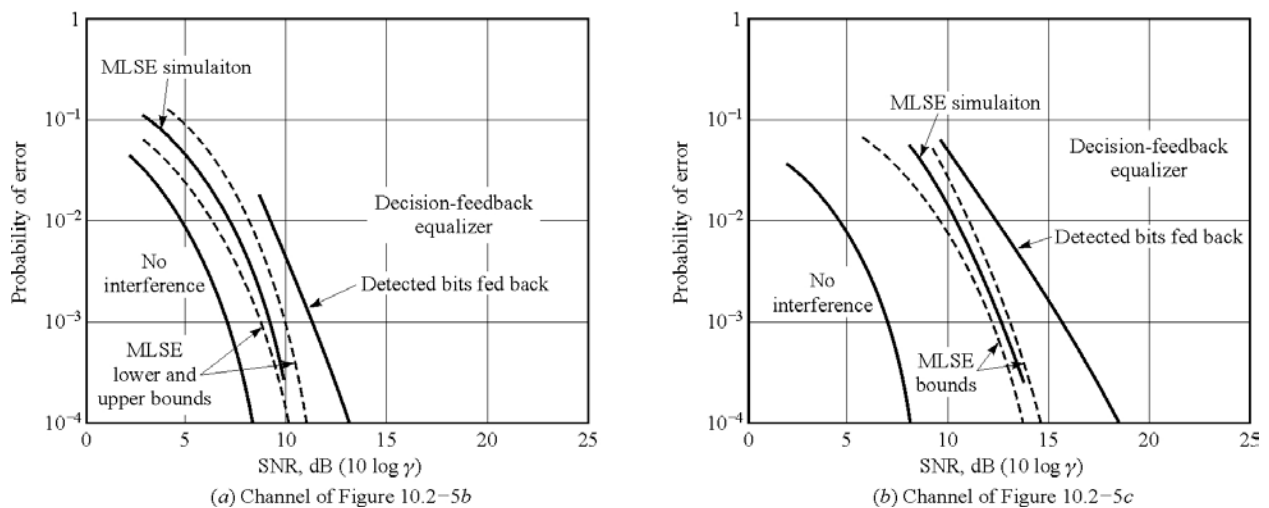 1
MLSE simulaiton
10⁻¹
Decision-feedback
equalizer
10⁻²
No
interference
Detected bits fed back
10⁻³
MLSE
lower and
upper bounds
10⁻⁴
0 5 10 15 20 25
Probability of error
SNR, dB (10 log γ)
(a) Channel of Figure 10.2−5b
1
MLSE simulaiton
10⁻¹
Decision-feedback
equalizer
10⁻²
Detected bits fed back
No
interference
10⁻³
MLSE
bounds
10⁻⁴
0 5 10 15 20 25
Probability of error
SNR, dB (10 log γ)
(b) Channel of Figure 10.2−5c